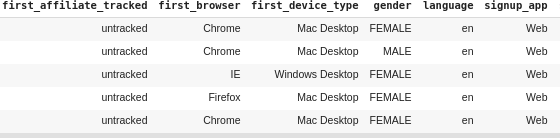 first_affiliate_tracked first_browser first_device_type gender language signup_app
untracked Chrome Mac Desktop FEMALE en Web
untracked Chrome Mac Desktop MALE en Web
untracked IE Windows Desktop FEMALE en Web
untracked Firefox Mac Desktop FEMALE en Web
untracked Chrome Mac Desktop FEMALE en Web